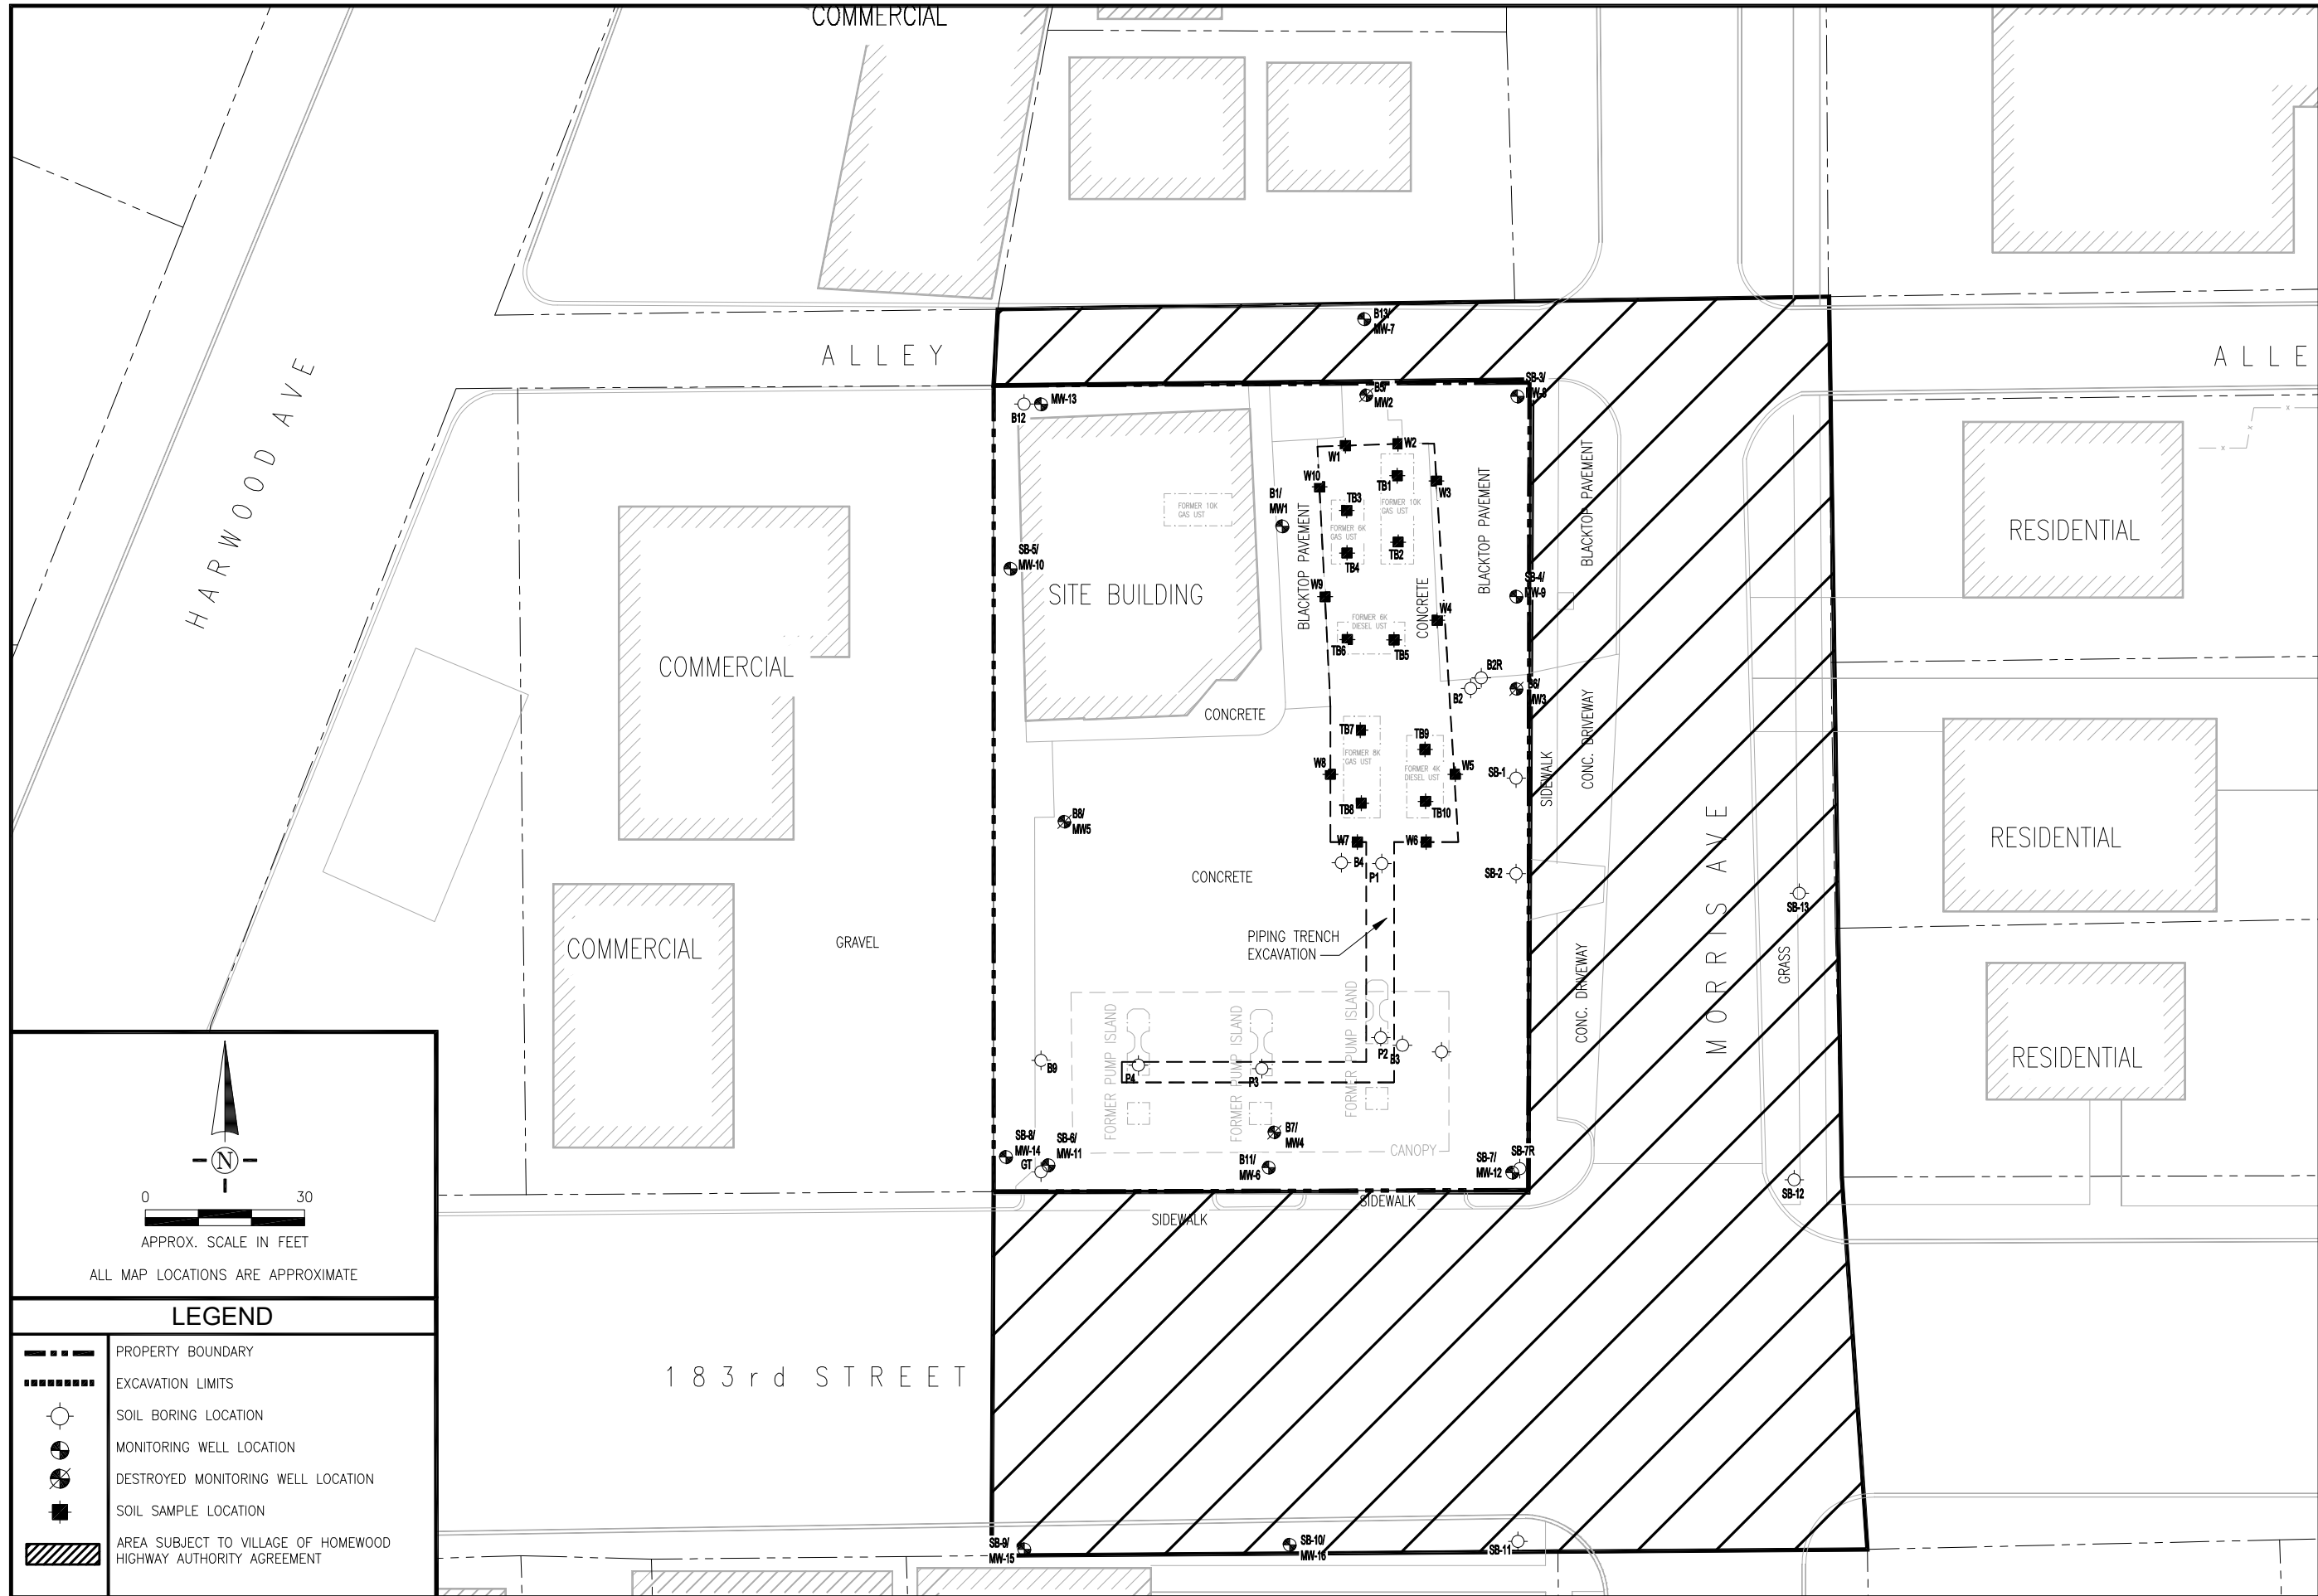 COMMERCIAL
ALLEY
ALLE
HARWOOD AVE
B13/
MW-7
B5/
MW2
SB-3/
MW-8
MW-13
B12
W1
W2
W10
W3
TB1
TB3
FORMER 10K
GAS UST
FORMER 10K
GAS UST
FORMER 6K
GAS UST
B1/
MW1
TB2
TB4
BLACKTOP PAVEMENT
BLACKTOP PAVEMENT
BLACKTOP PAVEMENT
RESIDENTIAL
SB-5/
MW-10
SITE BUILDING
W9
CONCRETE
SB-4/
MW-9
W4
FORMER 6K
DIESEL UST
TB6
TB5
COMMERCIAL
B2R
B2
B6/
MW3
CONCRETE
TB7
TB9
FORMER 8K
GAS UST
FORMER 4K
DIESEL UST
W8
W5
TB8
TB10
SB-1
SIDEWALK
CONC. DRIVEWAY
MORRIS AVE
RESIDENTIAL
B8/
MW5
W7
W6
B4
P1
CONCRETE
SB-2
SB-13
COMMERCIAL
GRAVEL
PIPING TRENCH
EXCAVATION
CONC. DRIVEWAY
GRASS
FORMER PUMP ISLAND
FORMER PUMP ISLAND
FORMER PUMP ISLAND
P2
B3
B9
P4
P3
RESIDENTIAL
B7/
MW4
CANOPY
SB-8/
MW-14
GT
SB-6/
MW-11
B11/
MW-6
SB-7/
MW-12
SB-7R
SB-12
SIDEWALK
SIDEWALK
183rd STREET
SB-9/
MW-15
SB-10/
MW-16
SB-11
N
0 30
APPROX. SCALE IN FEET
ALL MAP LOCATIONS ARE APPROXIMATE
LEGEND
PROPERTY BOUNDARY
EXCAVATION LIMITS
SOIL BORING LOCATION
MONITORING WELL LOCATION
DESTROYED MONITORING WELL LOCATION
SOIL SAMPLE LOCATION
AREA SUBJECT TO VILLAGE OF HOMEWOOD
HIGHWAY AUTHORITY AGREEMENT